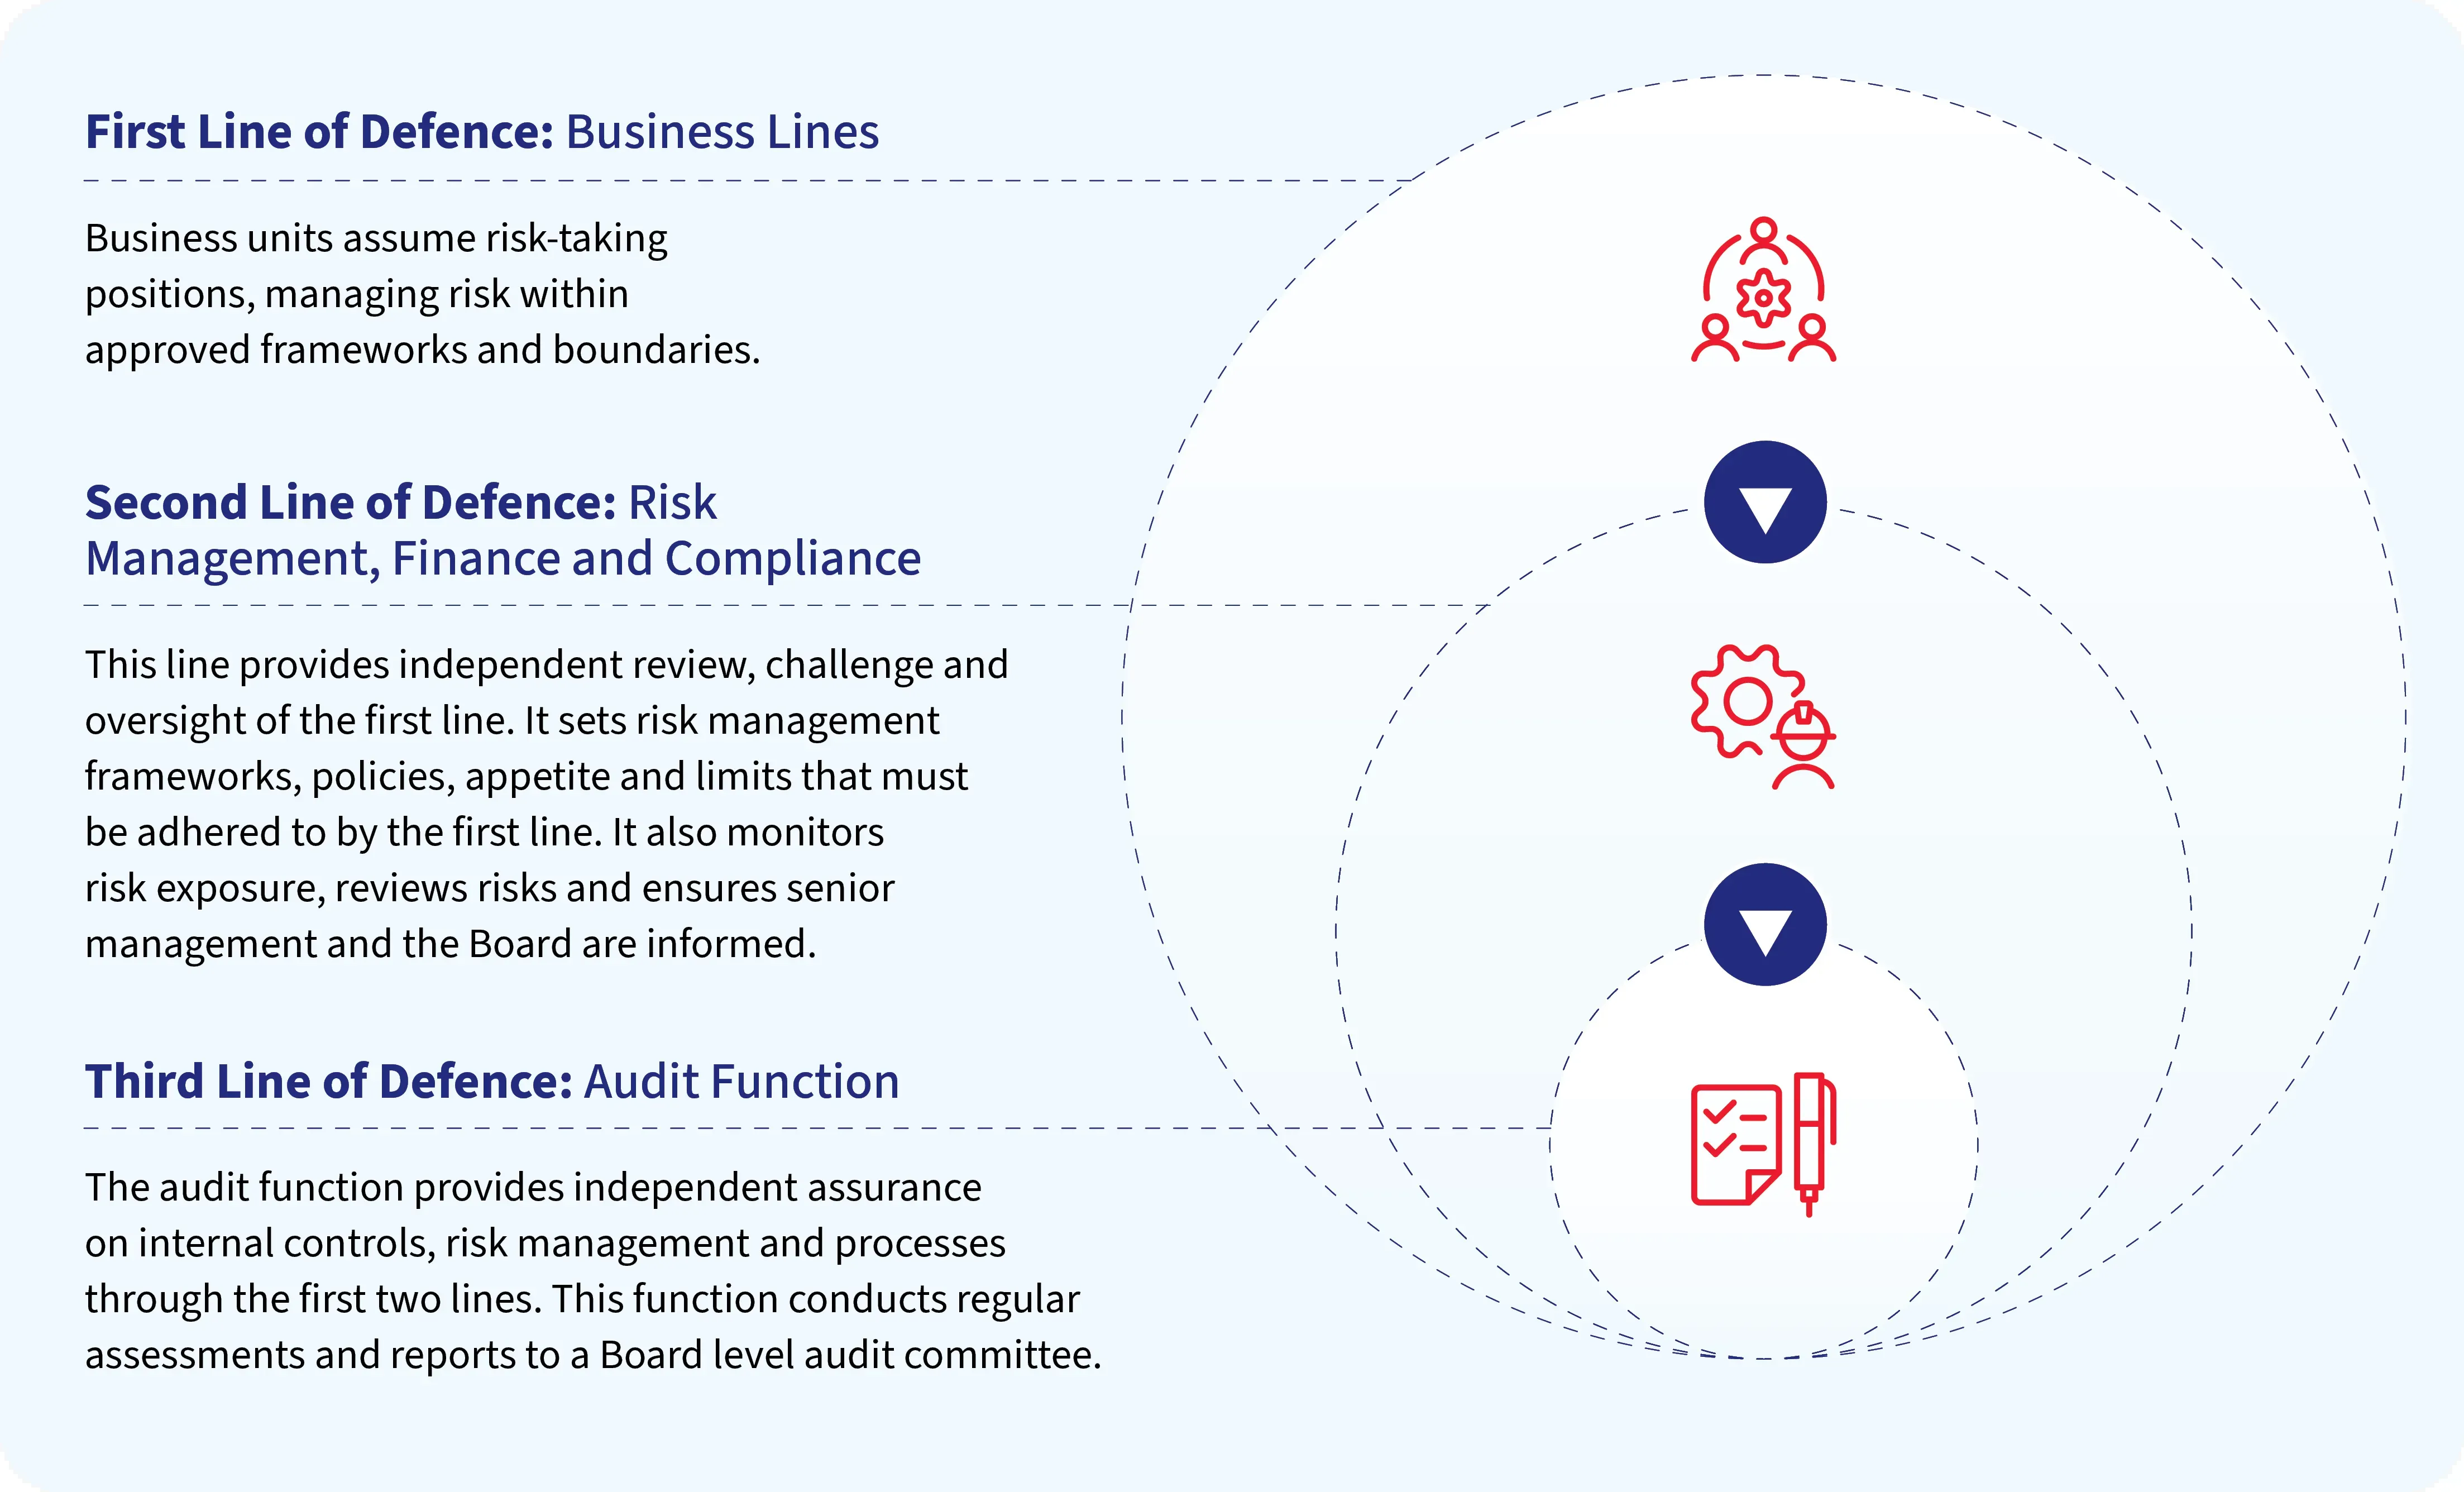 First Line of Defence: Business Lines
Business units assume risk-taking
positions, managing risk within
approved frameworks and boundaries.
Second Line of Defence: Risk
Management, Finance and Compliance
This line provides independent review, challenge and
oversight of the first line. It sets risk management
frameworks, policies, appetite and limits that must
be adhered to by the first line. It also monitors
risk exposure, reviews risks and ensures senior
management and the Board are informed.
Third Line of Defence: Audit Function
The audit function provides independent assurance
on internal controls, risk management and processes
through the first two lines. This function conducts regular
assessments and reports to a Board level audit committee.